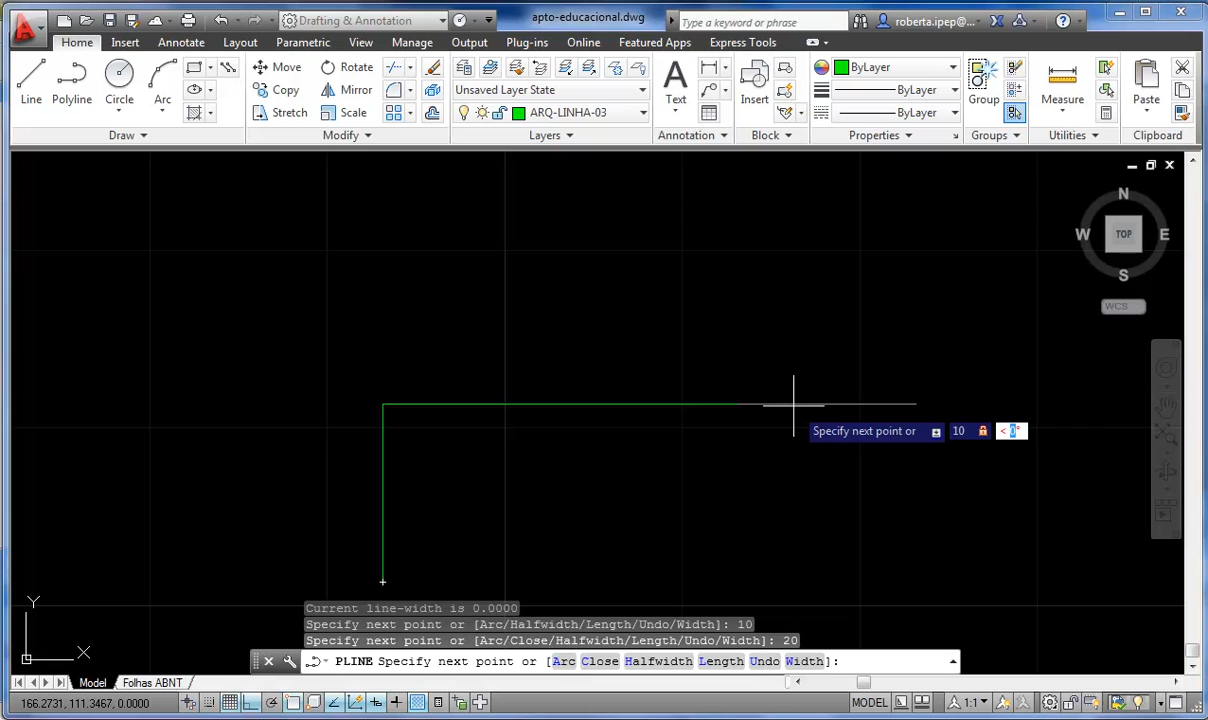 Drafting & Annotation
apto-educacional.dwg
Type a keyword or phrase
roberta.ipep@...
Home Insert Annotate Layout Parametric View Manage Output Plug-ins Online Featured Apps Express Tools
Line Polyline Circle Arc
Move Rotate
Copy Mirror
Stretch Scale
Unsaved Layer State
ARQ-LINHA-03
Text
Insert
ByLayer
ByLayer
ByLayer
Group
Measure
Paste
Draw Modify Layers Annotation Block Properties Groups Utilities Clipboard
N
W TOP E
S
WCS
Specify next point or 10 < 0°
Y
X
Current line-width is 0.0000
Specify next point or [Arc/Halfwidth/Length/Undo/Width]: 10
Specify next point or [Arc/Close/Halfwidth/Length/Undo/Width]: 20
PLINE Specify next point or [Arc Close Halfwidth Length Undo Width]:
Model Folhas ABNT
166.2731, 111.3467, 0.0000
MODEL
1:1